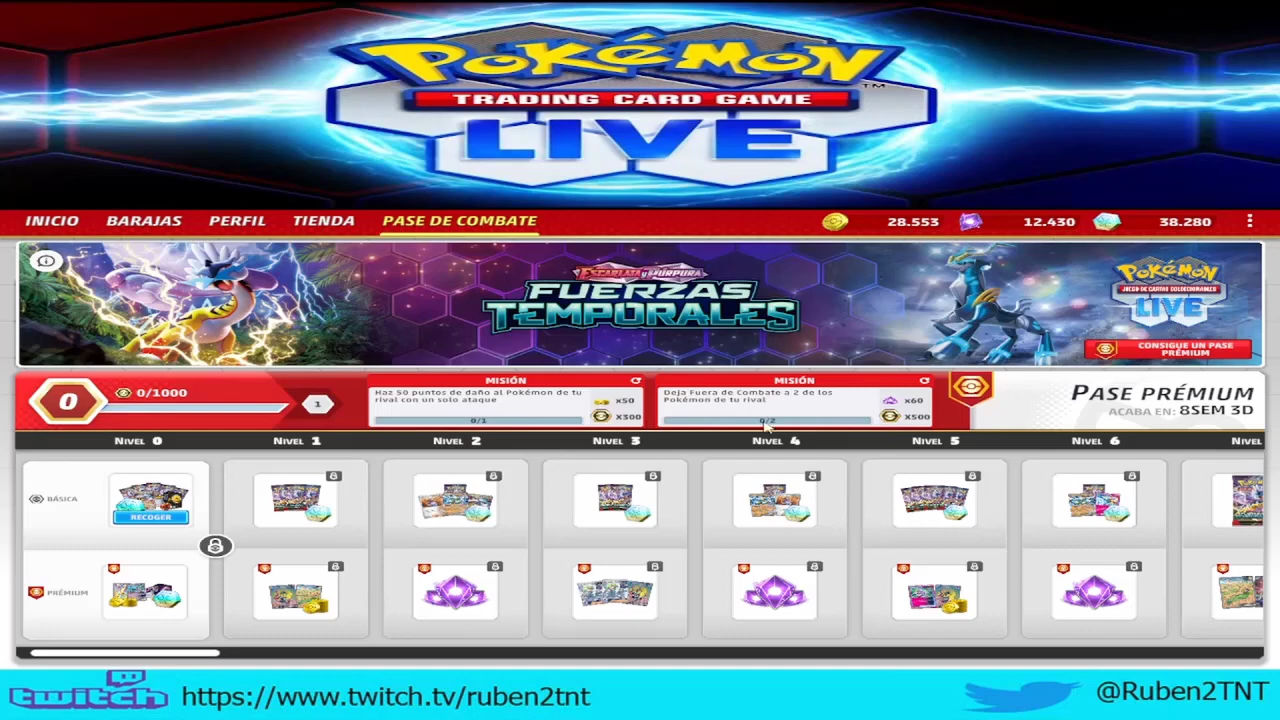 POKÉMON
TRADING CARD GAME
LIVE
TM
INICIO BARAJAS PERFIL TIENDA PASE DE COMBATE 28.553 12.430 38.280
ESCARLATA Y PÚRPURA
FUERZAS
TEMPORALES
POKÉMON
JUEGO DE CARTAS COLECCIONABLES
LIVE
CONSIGUE UN PASE
PRÉMIUM
0
0/1000
1
MISIÓN
Haz 50 puntos de daño al Pokémon de tu
rival con un solo ataque
x50
X300
0/1
MISIÓN
Deja Fuera de Combate a 2 de los
Pokémon de tu rival
x60
X500
0/2
PASE PRÉMIUM
ACABA EN: 8SEM 3D
NIVEL 0 NIVEL 1 NIVEL 2 NIVEL 3 NIVEL 4 NIVEL 5 NIVEL 6 NIVEL
BÁSICA
RECOGER
PRÉMIUM
twitch https://www.twitch.tv/ruben2tnt @Ruben2TNT